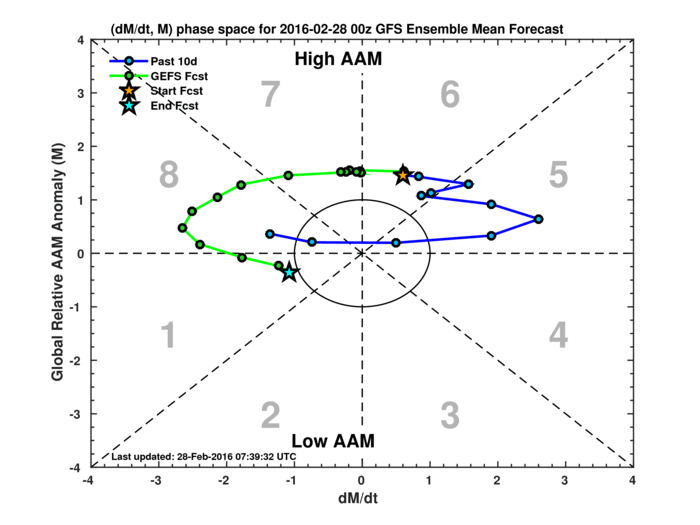 (dM/dt, M) phase space for 2016-02-28 00z GFS Ensemble Mean Forecast
Past 10d
GEFS Fcst
Start Fcst
End Fcst
High AAM
7
6
8
5
1
4
2
3
Low AAM
Last updated: 28-Feb-2016 07:39:32 UTC
Global Relative AAM Anomaly (M)
4
3
2
1
0
-1
-2
-3
-4
-4
-3
-2
-1
0
1
2
3
4
dM/dt